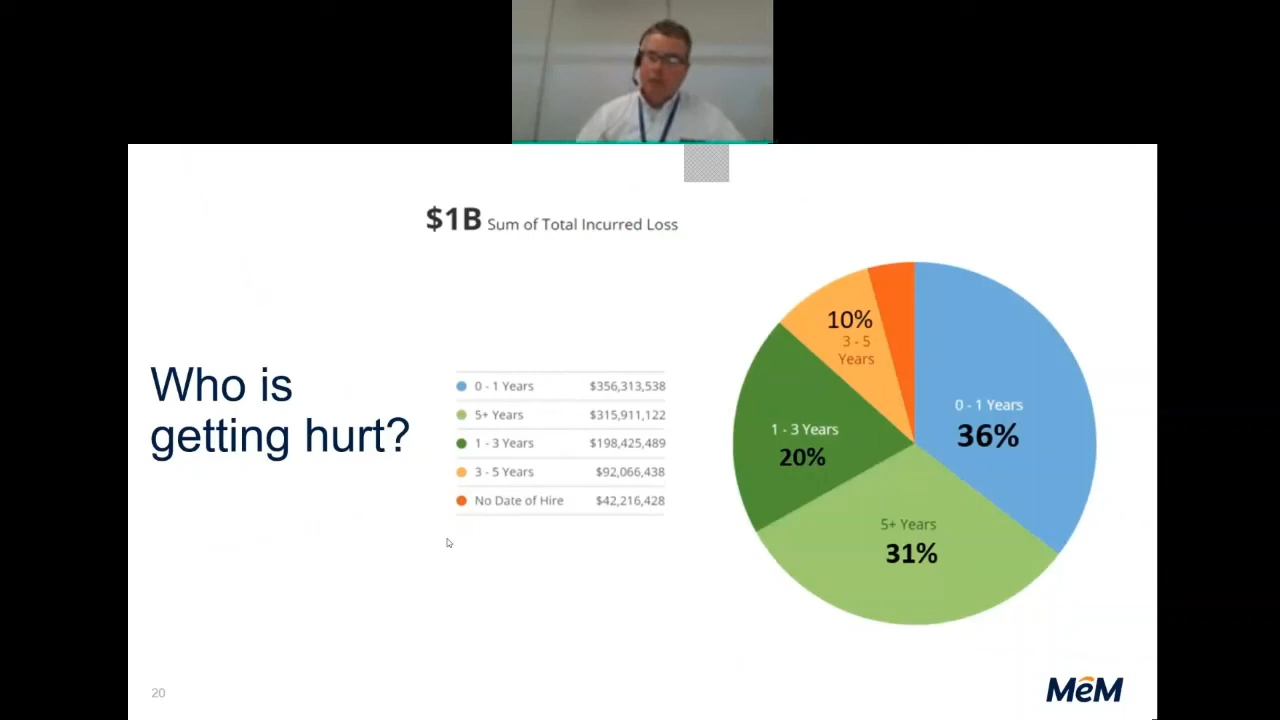 $1B Sum of Total Incurred Loss
Who is
getting hurt?
0 - 1 Years $356,313,538
5+ Years $315,911,122
1 - 3 Years $198,425,489
3 - 5 Years $92,066,438
No Date of Hire $42,216,428
10%
3 - 5
Years
0 - 1 Years
36%
1 - 3 Years
20%
5+ Years
31%
20
MeM